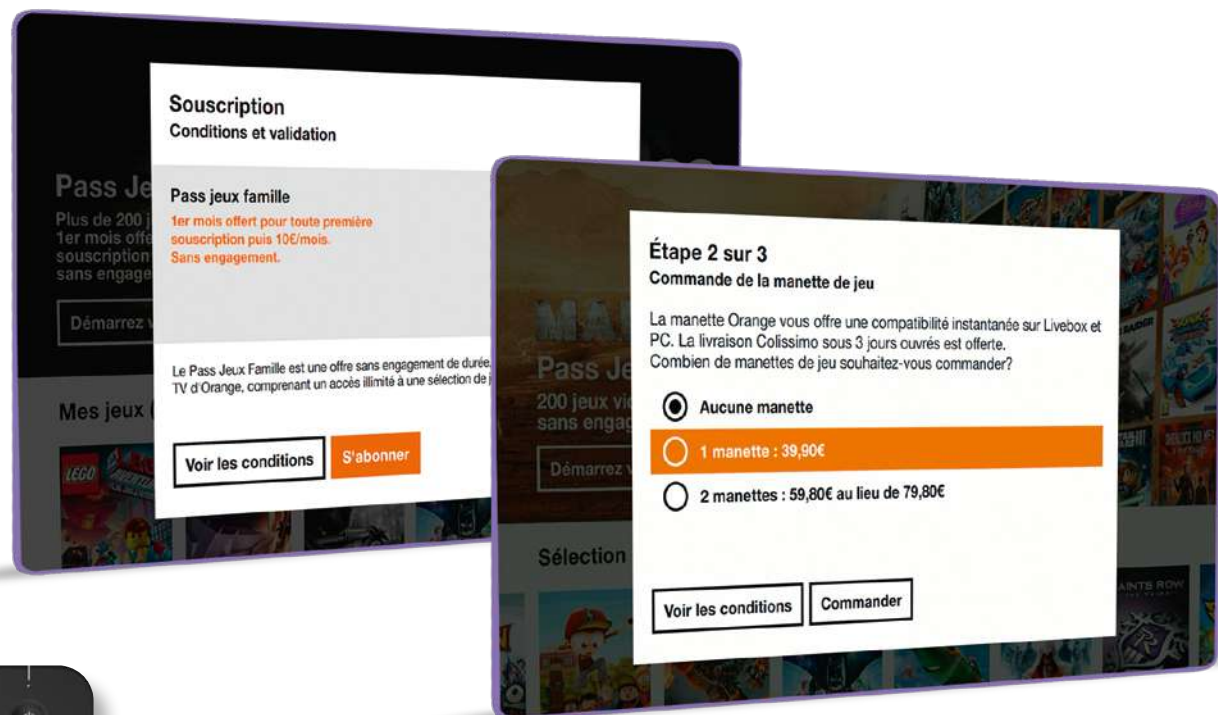 Souscription
Conditions et validation
Pass jeux famille
1er mois offert pour toute première
souscription puis 10€/mois.
Sans engagement.
Le Pass Jeux Famille est une offre sans engagement de durée,
TV d'Orange, comprenant un accès illimité à une sélection de
Voir les conditions
S'abonner
Pass
Plus de 200
1er mois
souscription
sans
Démarrez
Mes jeux
LEGO
Étape 2 sur 3
Commande de la manette de jeu
La manette Orange vous offre une compatibilité instantanée sur Livebox et
PC. La livraison Colissimo sous 3 jours ouvrés est offerte.
Combien de manettes de jeu souhaitez-vous commander?
Aucune manette
1 manette : 39,90€
2 manettes : 59,80€ au lieu de 79,80€
Voir les conditions
Commander
Pass
200 jeux
sans
Démarrez
Sélection
RAIDER
SAINTS ROW